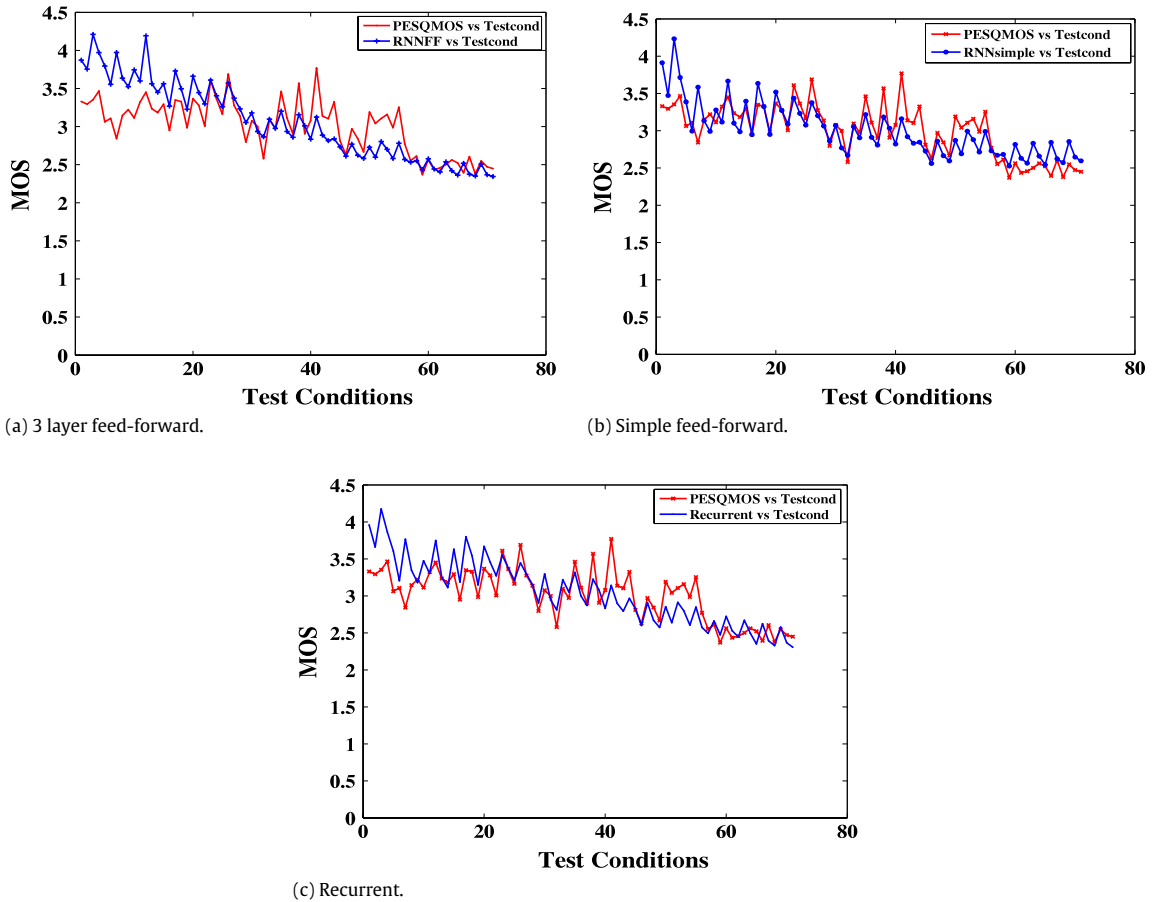 4.5
4
3.5
3
2.5
2
1.5
1
0.5
0
MOS
PESQMOS vs Testcond
RNNFF vs Testcond
0 20 40 60 80
Test Conditions
(a) 3 layer feed-forward.
4.5
4
3.5
3
2.5
2
1.5
1
0.5
0
MOS
PESQMOS vs Testcond
RNNsimple vs Testcond
0 20 40 60 80
Test Conditions
(b) Simple feed-forward.
4.5
4
3.5
3
2.5
2
1.5
1
0.5
0
MOS
PESQMOS vs Testcond
Recurrent vs Testcond
0 20 40 60 80
Test Conditions
(c) Recurrent.